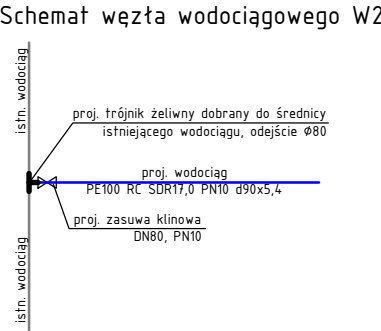 Schemat węzła wodociągowego W2
istn. wodociąg
proj. trójnik żeliwny dobrany do średnicy
istniejącego wodociągu, odejście Ø80
proj. wodociąg
PE100 RC SDR17,0 PN10 d90x5,4
proj. zasuwa klinowa
DN80, PN10
istn. wodociąg